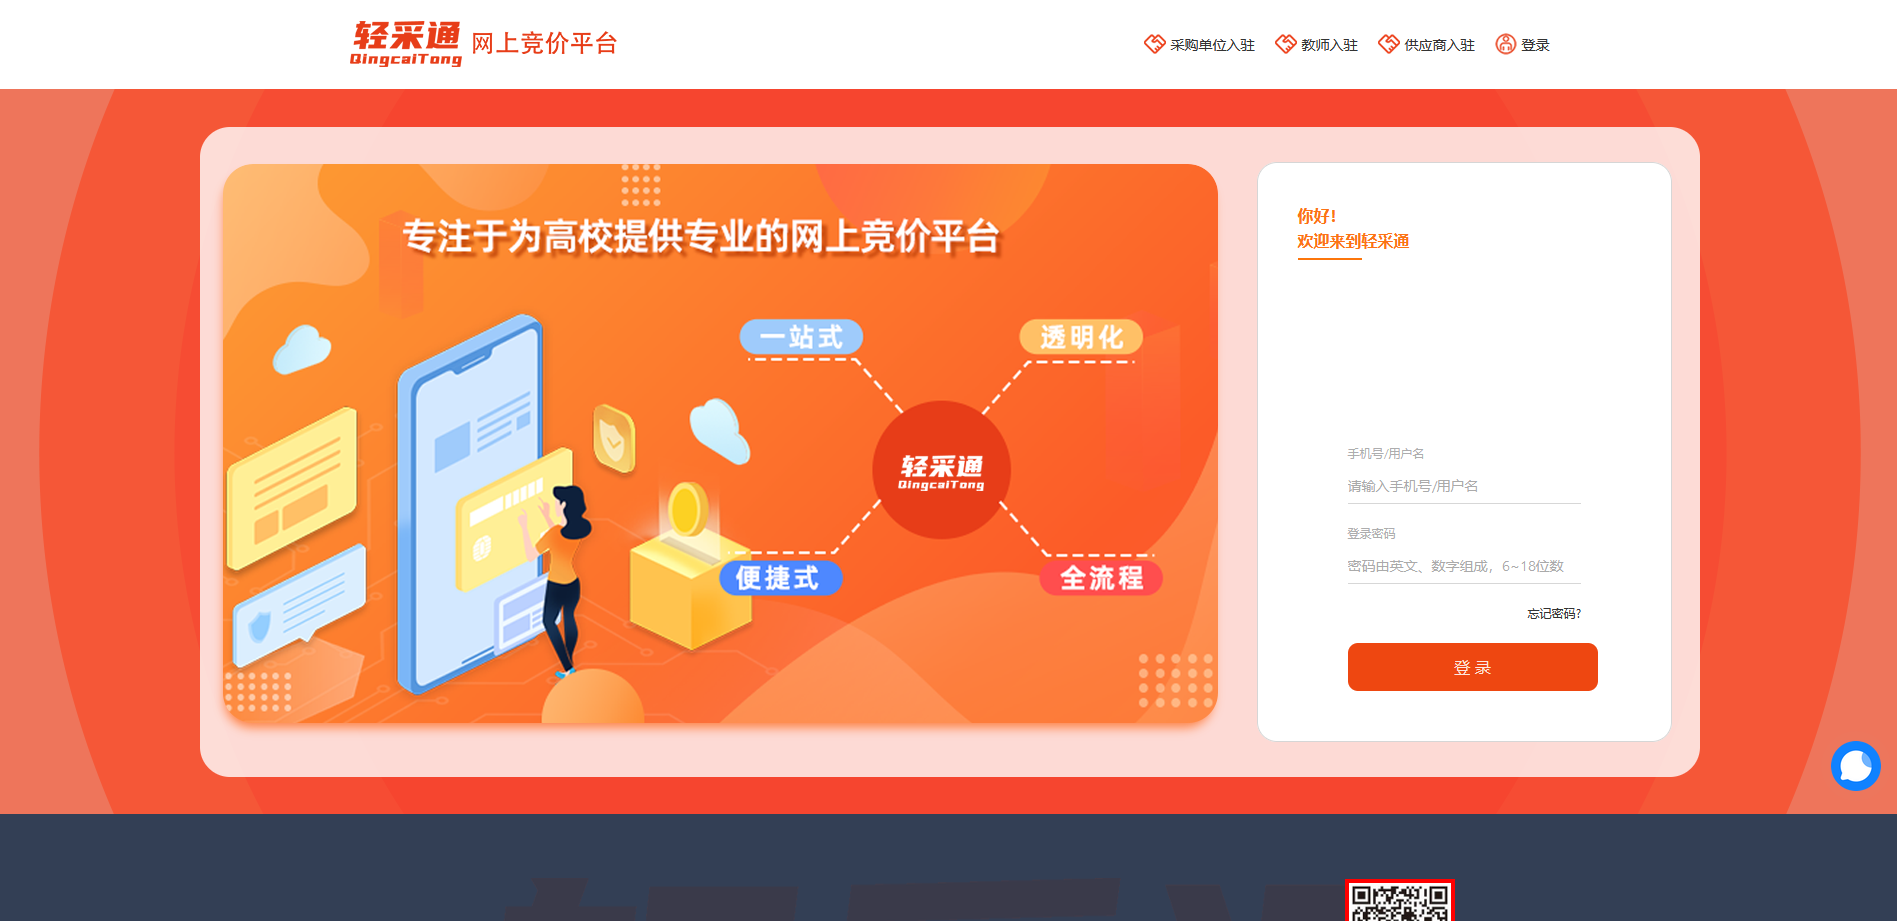 轻采通
QingcaiTong
网上竞价平台
采购单位入驻
教师入驻
供应商入驻
登录
专注于为高校提供专业的网上竞价平台
一站式
透明化
轻采通
QingcaiTong
便捷式
全流程
你好!
欢迎来到轻采通
手机号/用户名
请输入手机号/用户名
登录密码
密码由英文、数字组成，6~18位数
忘记密码?
登 录